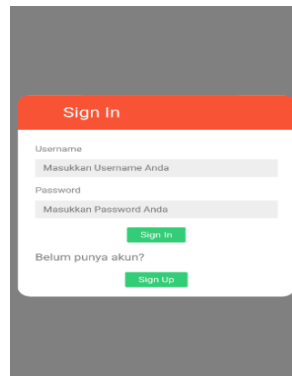 Sign In
Username
Masukkan Username Anda
Password
Masukkan Password Anda
Sign In
Belum punya akun?
Sign Up